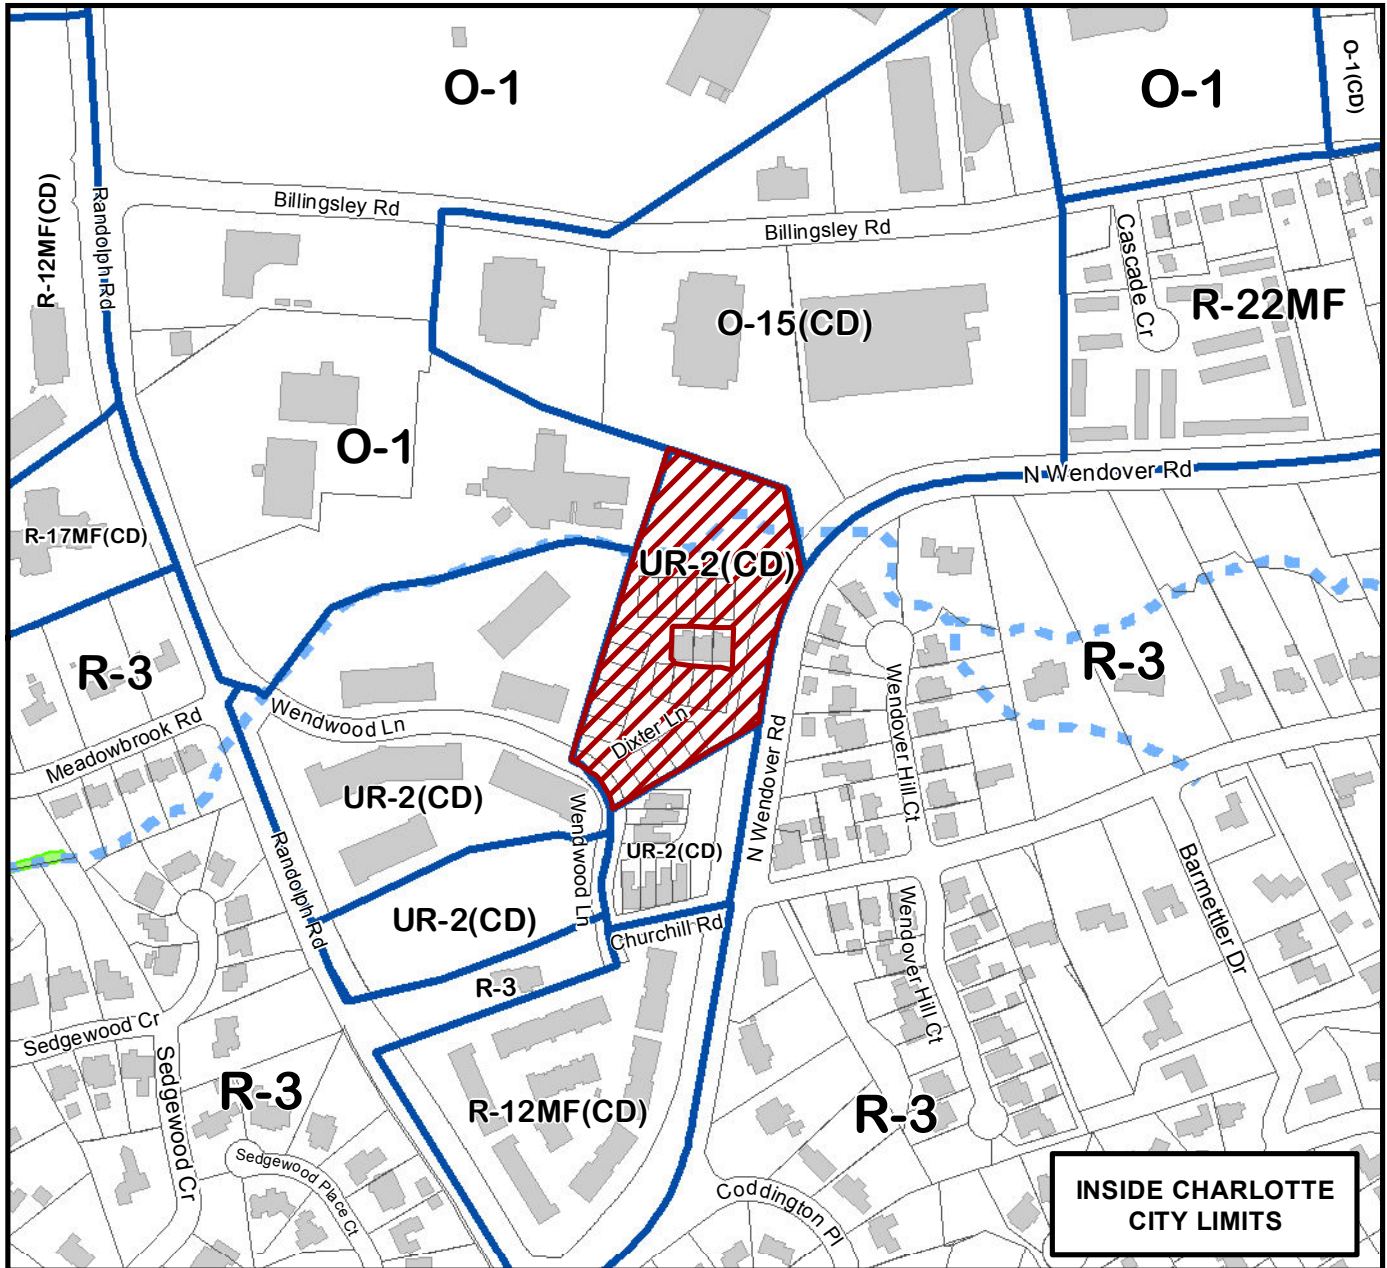 O-1
O-1
O-1(CD)
R-12MF(CD)
Randolph Rd
Billingsley Rd
Billingsley Rd
Cascade Cr
R-22MF
O-15(CD)
O-1
N Wendover Rd
R-17MF(CD)
UR-2(CD)
R-3
R-3
Meadowbrook Rd
Wendwood Ln
Dixter Ln
N Wendover Rd
Wendover Hill Ct
UR-2(CD)
Wendwood Ln
UR-2(CD)
Randolph Rd
Barmettler Dr
UR-2(CD)
Churchill Rd
Wendover Hill Ct
R-3
Sedgewood Cr
Sedgewood Cr
R-3
R-12MF(CD)
R-3
Sedgewood Place Ct
Coddington Pl
INSIDE CHARLOTTE
CITY LIMITS